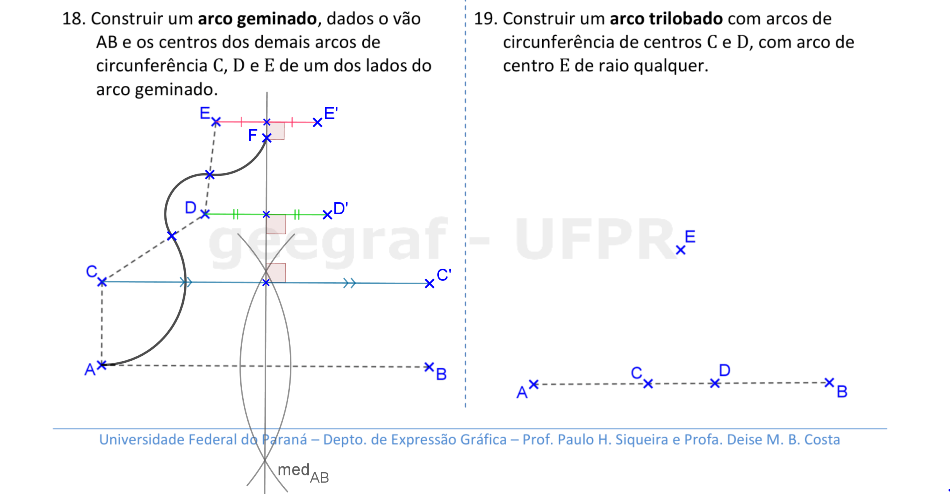 18. Construir um arco geminado, dados o vão
AB e os centros dos demais arcos de
circunferência C, D e E de um dos lados do
arco geminado.
E
E'
F
D
D'
C
C'
A
B
med AB
19. Construir um arco trilobado com arcos de
circunferência de centros C e D, com arco de
centro E de raio qualquer.
E
A
C
D
B
geegraf - UFPR
Universidade Federal do Paraná – Depto. de Expressão Gráfica – Prof. Paulo H. Siqueira e Profa. Deise M. B. Costa